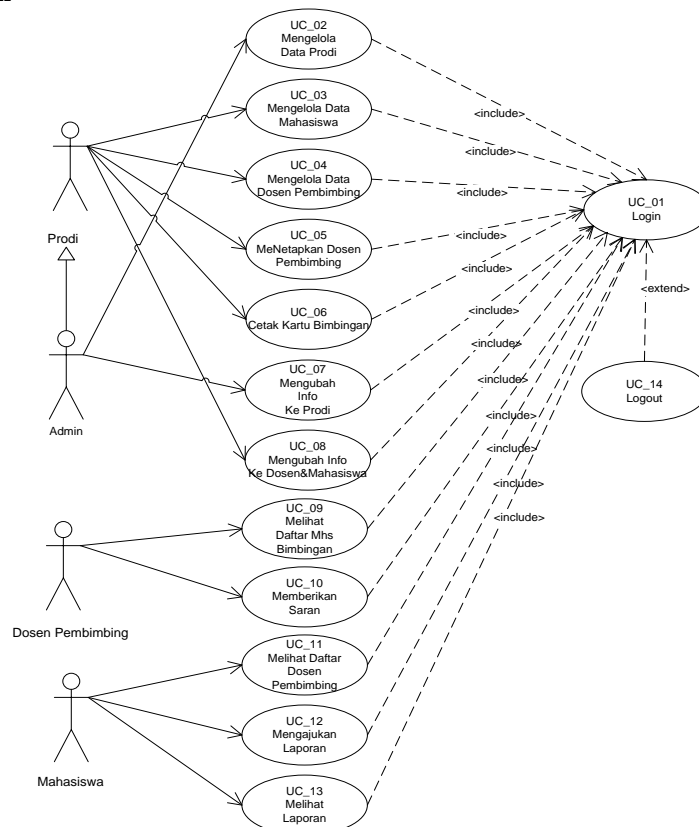 UC_02
Mengelola
Data Prodi
UC_03
Mengelola Data
Mahasiswa
UC_04
Mengelola Data
Dosen Pembimbing
UC_05
MeNetapkan Dosen
Pembimbing
UC_06
Cetak Kartu Bimbingan
UC_07
Mengubah
Info
Ke Prodi
UC_08
Mengubah Info
Ke Dosen&Mahasiswa
UC_09
Melihat
Daftar Mhs
Bimbingan
UC_10
Memberikan
Saran
UC_11
Melihat Daftar
Dosen
Pembimbing
UC_12
Mengajukan
Laporan
UC_13
Melihat
Laporan
Prodi
Admin
Dosen Pembimbing
Mahasiswa
<include>
<include>
<include>
<include>
<include>
<include>
<include>
<include>
<include>
<include>
<include>
<include>
UC_01
Login
<extend>
UC_14
Logout